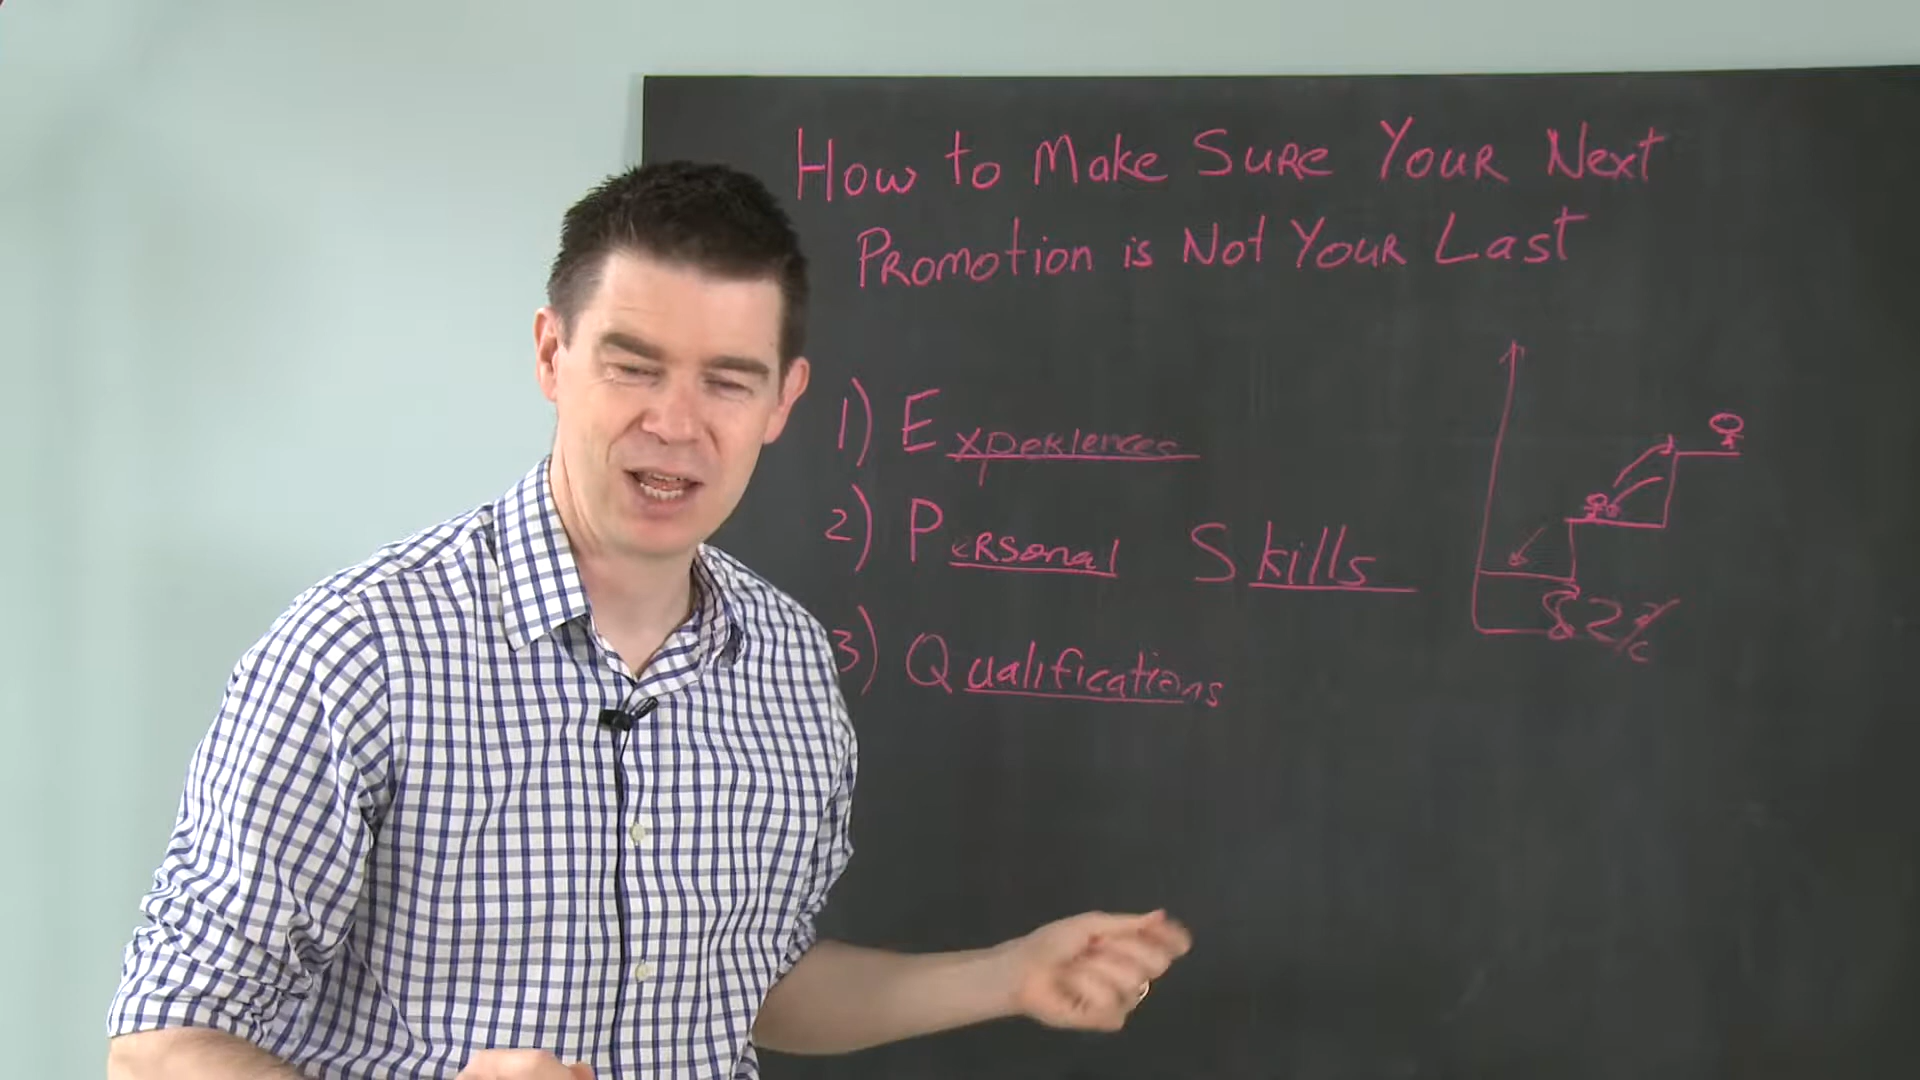 How to Make Sure Your Next
Promotion is Not Your Last
1) Experiences
2) Personal Skills
3) Qualifications
82%